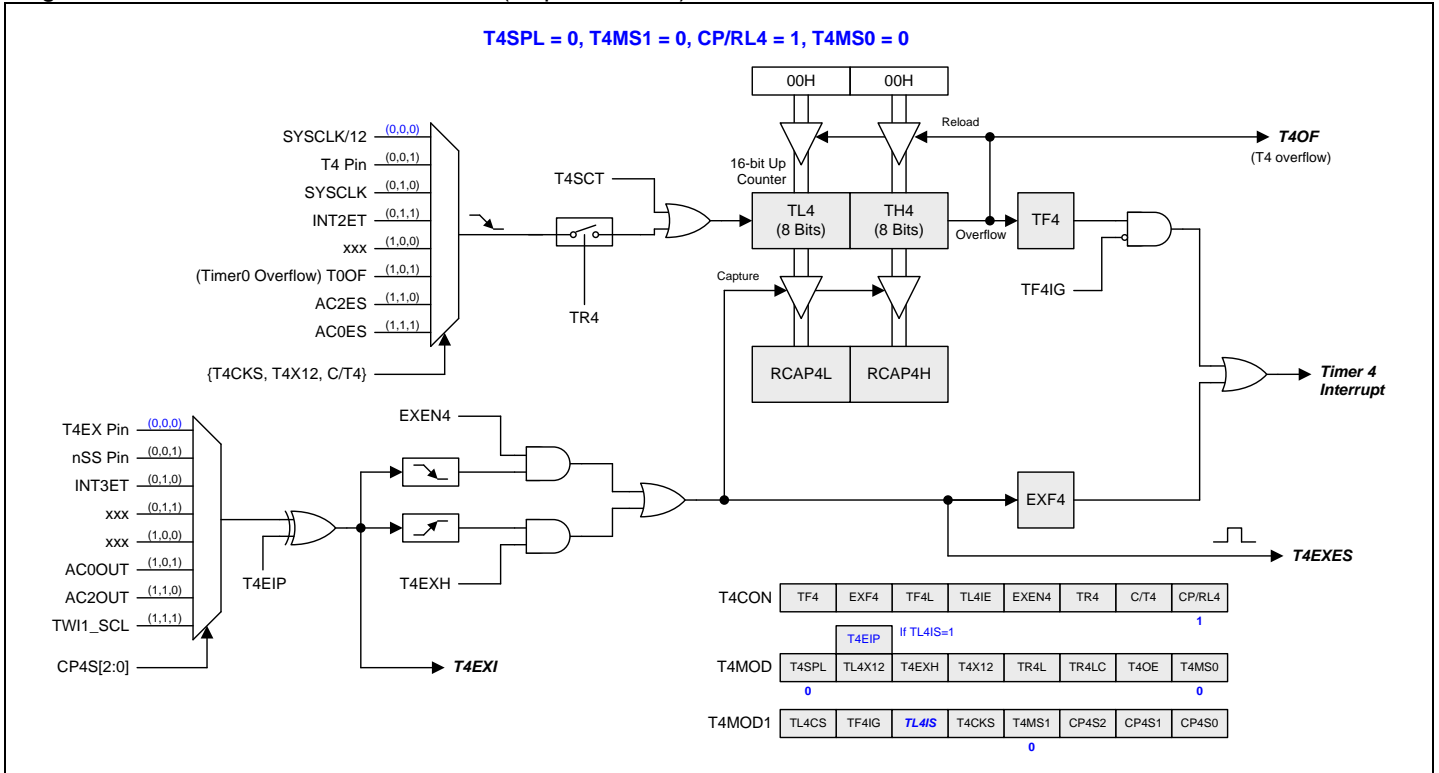 T4SPL = 0, T4MS1 = 0, CP/RL4 = 1, T4MS0 = 0
00H 00H
Reload
T4OF
(T4 overflow)
SYSCLK/12 (0,0,0)
T4 Pin (0,0,1)
SYSCLK (0,1,0)
INT2ET (0,1,1)
xxx (1,0,0)
(Timer0 Overflow) T0OF (1,0,1)
AC2ES (1,1,0)
AC0ES (1,1,1)
{T4CKS, T4X12, C/T4}
T4SCT
TR4
16-bit Up
Counter
TL4
(8 Bits)
TH4
(8 Bits)
Overflow
TF4
TF4IG
Capture
RCAP4L RCAP4H
Timer 4
Interrupt
T4EX Pin (0,0,0)
nSS Pin (0,0,1)
INT3ET (0,1,0)
xxx (0,1,1)
xxx (1,0,0)
AC0OUT (1,0,1)
AC2OUT (1,1,0)
TWI1_SCL (1,1,1)
CP4S[2:0]
T4EIP
EXEN4
T4EXH
T4EXI
EXF4
T4EXES
T4CON TF4 EXF4 TF4L TL4IE EXEN4 TR4 C/T4 CP/RL4
1
T4EIP If TL4IS=1
T4MOD T4SPL TL4X12 T4EXH T4X12 TR4L TR4LC T4OE T4MS0
0 0
T4MOD1 TL4CS TF4IG TL4IS T4CKS T4MS1 CP4S2 CP4S1 CP4S0
0